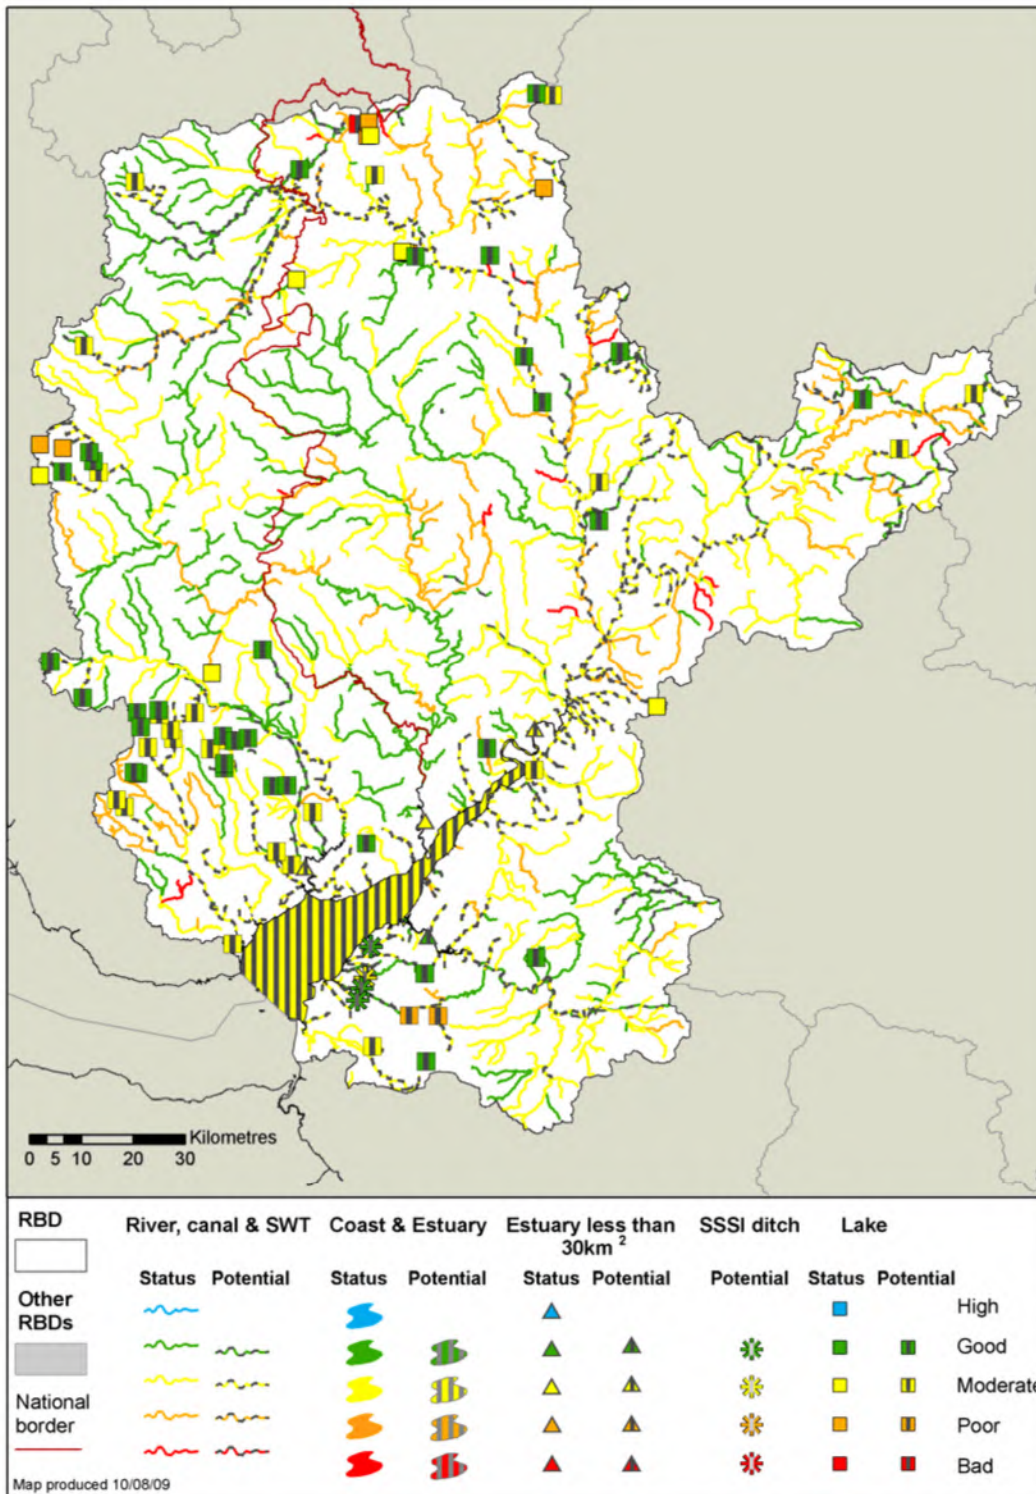 Kilometres
0 5 10 20 30
RBD
River, canal & SWT
Coast & Estuary
Estuary less than
30km 2
SSSI ditch
Lake
Status Potential
Status Potential
Status Potential
Potential
Status Potential
High
Other
RBDs
Good
Moderate
National
border
Poor
Bad
Map produced 10/08/09